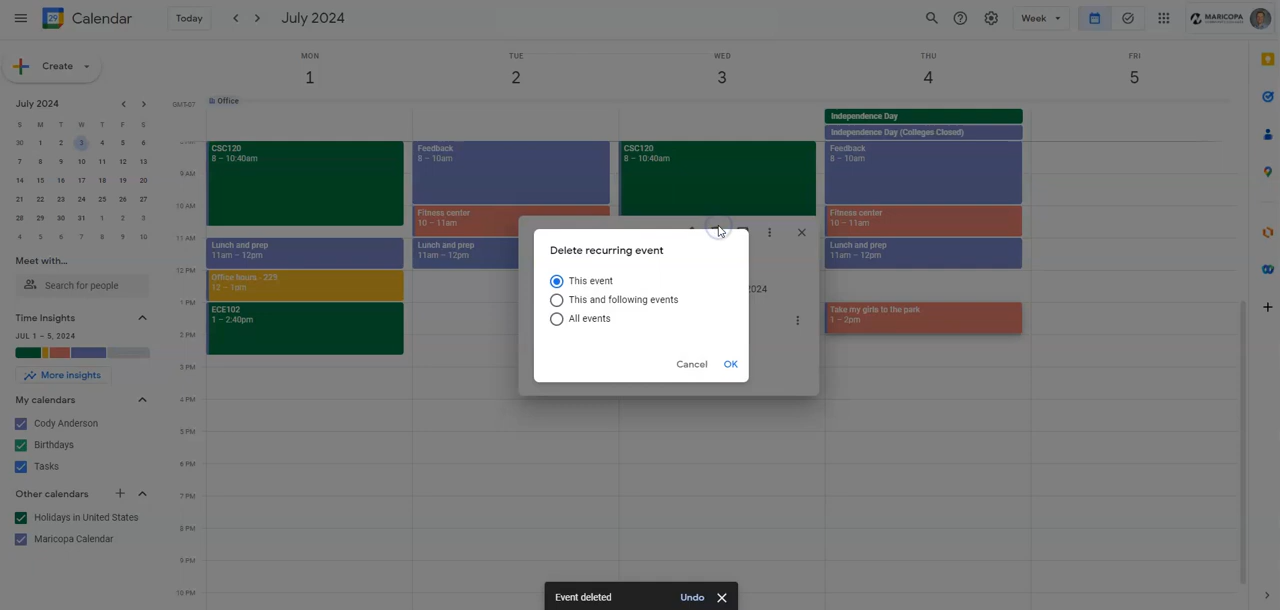 Calendar
Today
July 2024
Week
MARICOPA
Create
July 2024
S M T W T F S
30 1 2 3 4 5 6
7 8 9 10 11 12 13
14 15 16 17 18 19 20
21 22 23 24 25 26 27
28 29 30 31 1 2 3
4 5 6 7 8 9 10
Meet with...
Search for people
Time Insights
JUL 1 – 5, 2024
More insights
My calendars
Cody Anderson
Birthdays
Tasks
Other calendars
Holidays in United States
Maricopa Calendar
MON
1
TUE
2
WED
3
THU
4
FRI
5
GMT-07
Office
Independence Day
Independence Day (Colleges Closed)
9 AM
10 AM
11 AM
12 PM
1 PM
2 PM
3 PM
4 PM
5 PM
6 PM
7 PM
8 PM
9 PM
10 PM
CSC120
8 – 10:40am
Lunch and prep
11am – 12pm
Office hours - 223
12 – 1pm
ECE102
1 – 2:40pm
Feedback
8 – 10am
Fitness center
10 – 11am
Lunch and prep
11am – 12pm
CSC120
8 – 10:40am
Feedback
8 – 10am
Fitness center
10 – 11am
Lunch and prep
11am – 12pm
Take my girls to the park
1 – 2pm
2024
Delete recurring event
This event
This and following events
All events
Cancel OK
Event deleted Undo